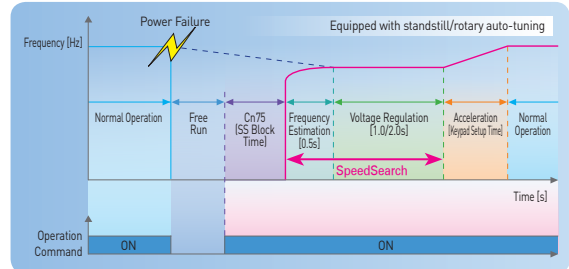 Power Failure
Equipped with standstill/rotary auto-tuning
Frequency [Hz]
Normal Operation
Free
Run
Cn75
[SS Block
Time]
Frequency
Estimation
[0.5s]
Voltage Regulation
[1.0/2.0s]
Acceleration
[Keypad Setup Time]
Normal
Operation
SpeedSearch
Time [s]
Operation
Command
ON
ON